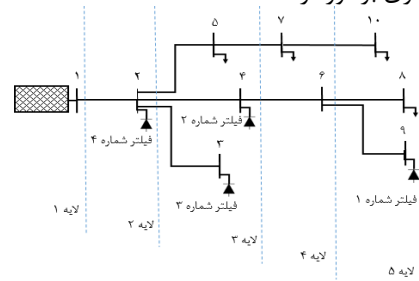 ۵
۷
۱۰
۱
۲
۴
۶
۸
فیلتر شماره ۲
فیلتر شماره ۴
۳
۹
فیلتر شماره ۳
فیلتر شماره ۱
لایه ۱
لایه ۲
لایه ۳
لایه ۴
لایه ۵